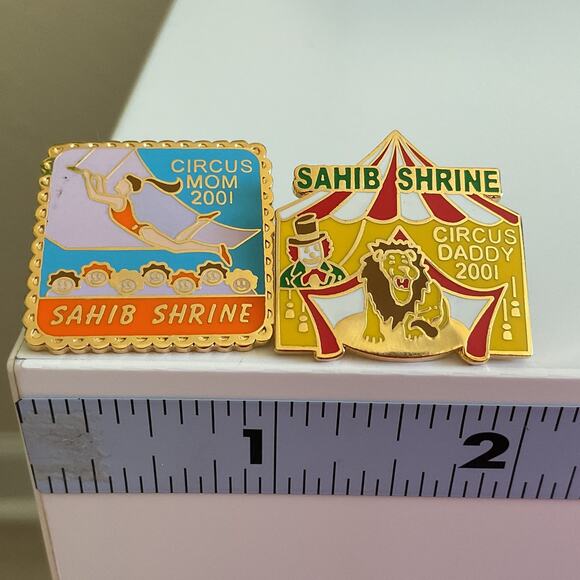 CIRCUS
MOM
2001
SAHIB SHRINE
SAHIB SHRINE
CIRCUS
DADDY
2001
1
2